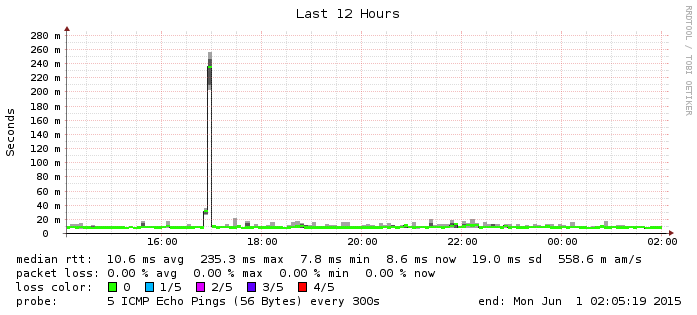 Last 12 Hours
RRDTOOL / TOBI OETIKER
Seconds
280 m
260 m
240 m
220 m
200 m
180 m
160 m
140 m
120 m
100 m
80 m
60 m
40 m
20 m
0
16:00 18:00 20:00 22:00 00:00 02:00
median rtt: 10.6 ms avg 235.3 ms max 7.8 ms min 8.6 ms now 19.0 ms sd 558.6 m am/s
packet loss: 0.00 % avg 0.00 % max 0.00 % min 0.00 % now
loss color: 0 1/5 2/5 3/5 4/5
probe: 5 ICMP Echo Pings (56 Bytes) every 300s end: Mon Jun 1 02:05:19 2015